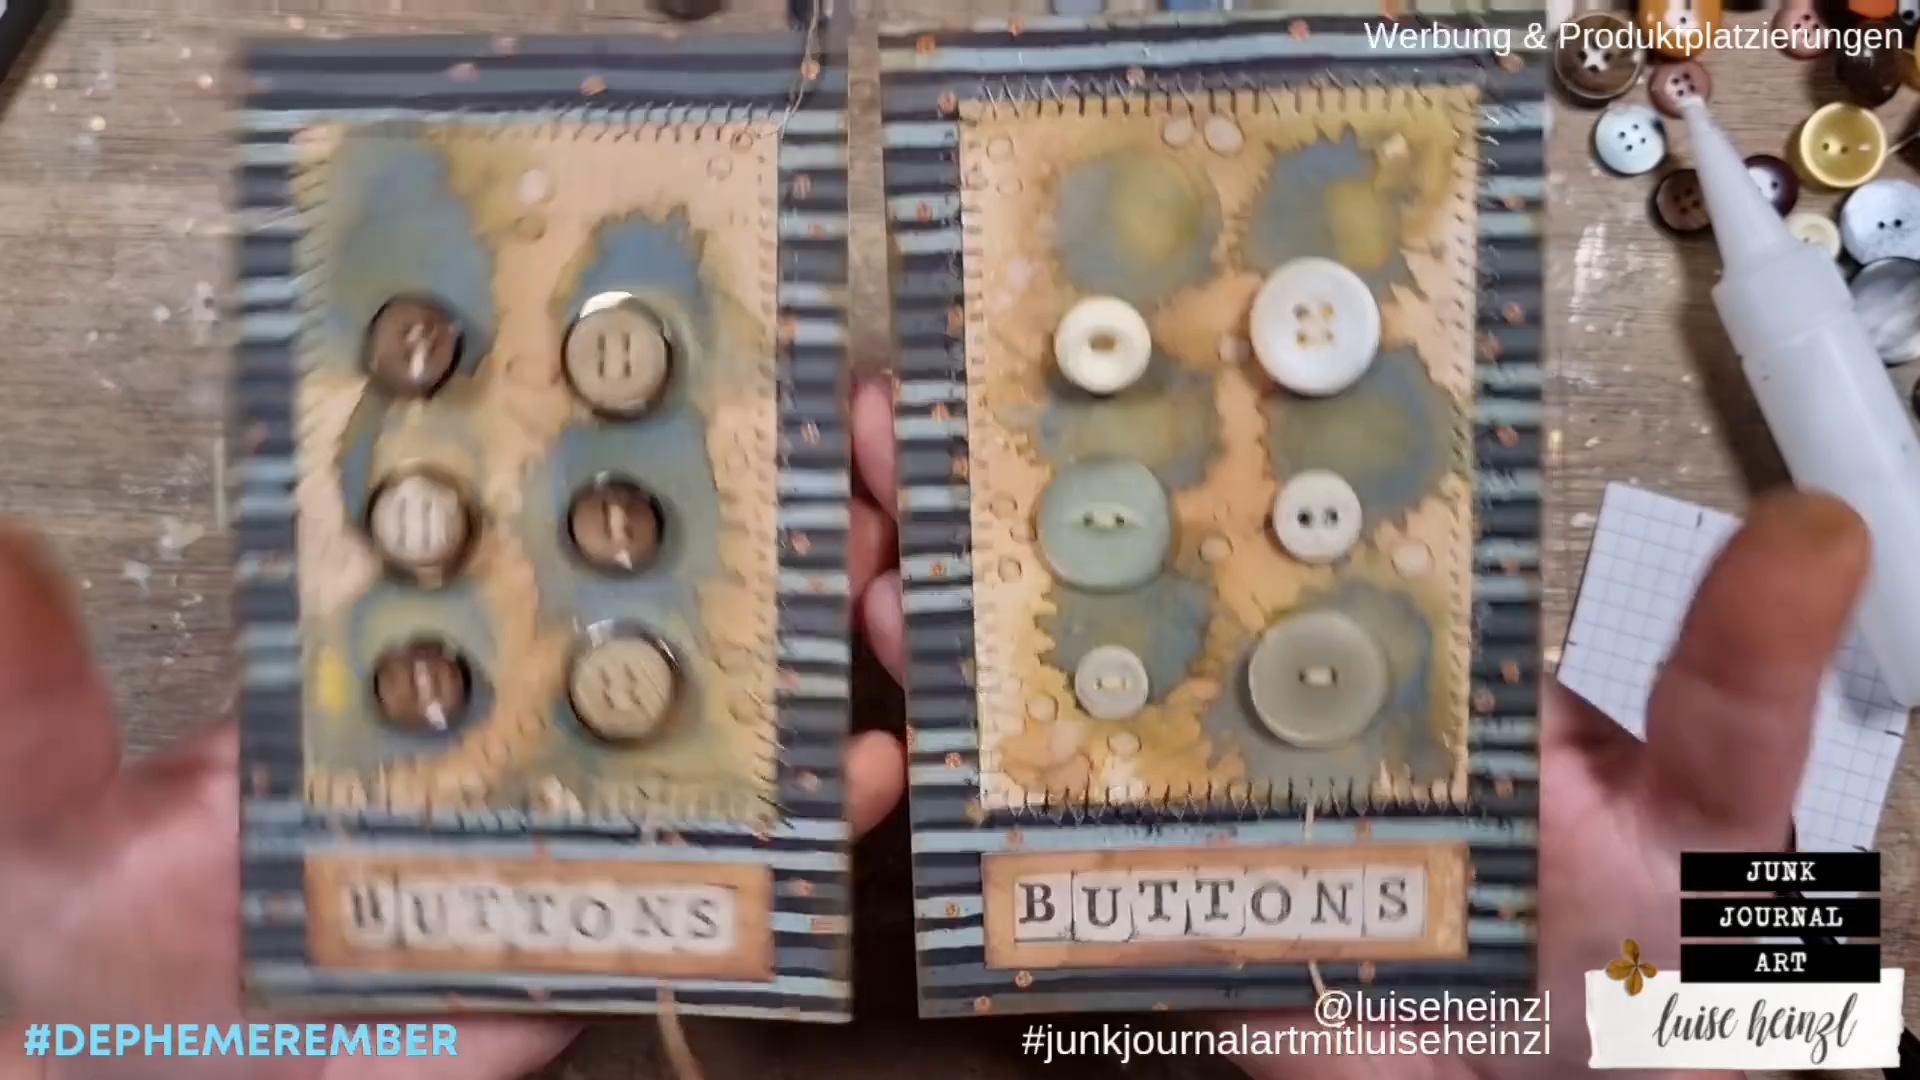 Werbung & Produktplatzierungen
BUTTONS
BUTTONS
JUNK
JOURNAL
ART
luise heinzl
@luiseheinzl
#junkjournalartmitluiseheinzl
#DEPHEMEREMBER